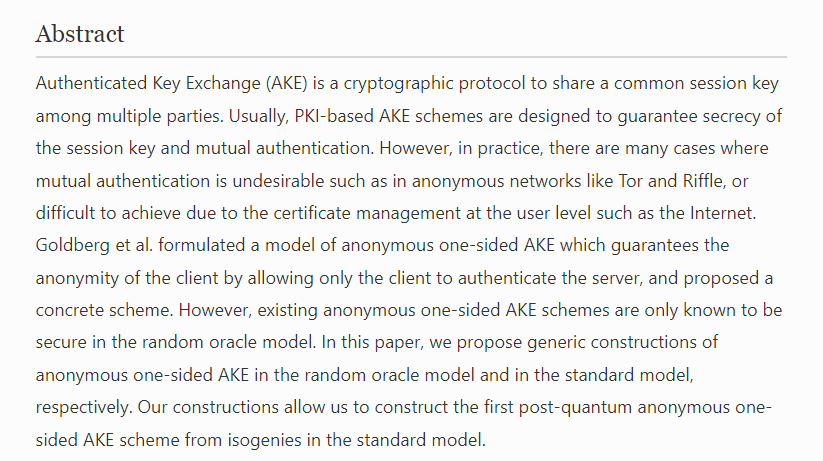 Abstract
Authenticated Key Exchange (AKE) is a cryptographic protocol to share a common session key
among multiple parties. Usually, PKI-based AKE schemes are designed to guarantee secrecy of
the session key and mutual authentication. However, in practice, there are many cases where
mutual authentication is undesirable such as in anonymous networks like Tor and Riffle, or
difficult to achieve due to the certificate management at the user level such as the Internet.
Goldberg et al. formulated a model of anonymous one-sided AKE which guarantees the
anonymity of the client by allowing only the client to authenticate the server, and proposed a
concrete scheme. However, existing anonymous one-sided AKE schemes are only known to be
secure in the random oracle model. In this paper, we propose generic constructions of
anonymous one-sided AKE in the random oracle model and in the standard model,
respectively. Our constructions allow us to construct the first post-quantum anonymous one-
sided AKE scheme from isogenies in the standard model.